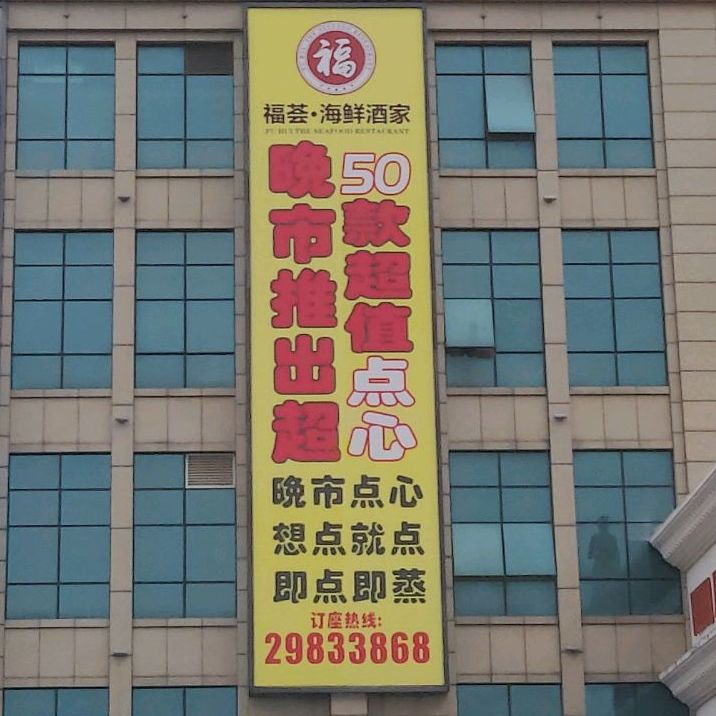 福
福荟·海鲜酒家
FU HUI THE SEAFOOD RESTAURANT
晚市推出超
50款超值点心
晚市点心
想点就点
即点即蒸
订座热线:
29833868